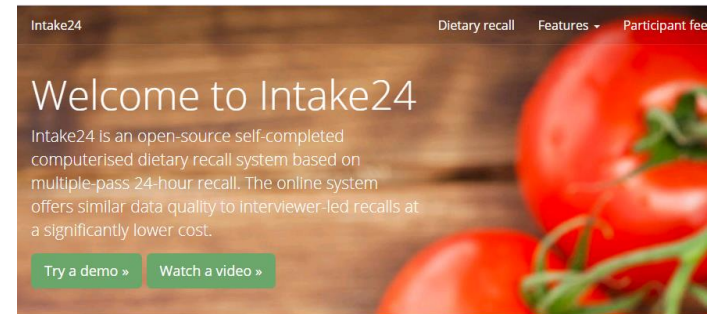 Intake24 Dietary recall Features Participant fee
Welcome to Intake24
Intake24 is an open-source self-completed
computerised dietary recall system based on
multiple-pass 24-hour recall. The online system
offers similar data quality to interviewer-led recalls at
a significantly lower cost.
Try a demo » Watch a video »